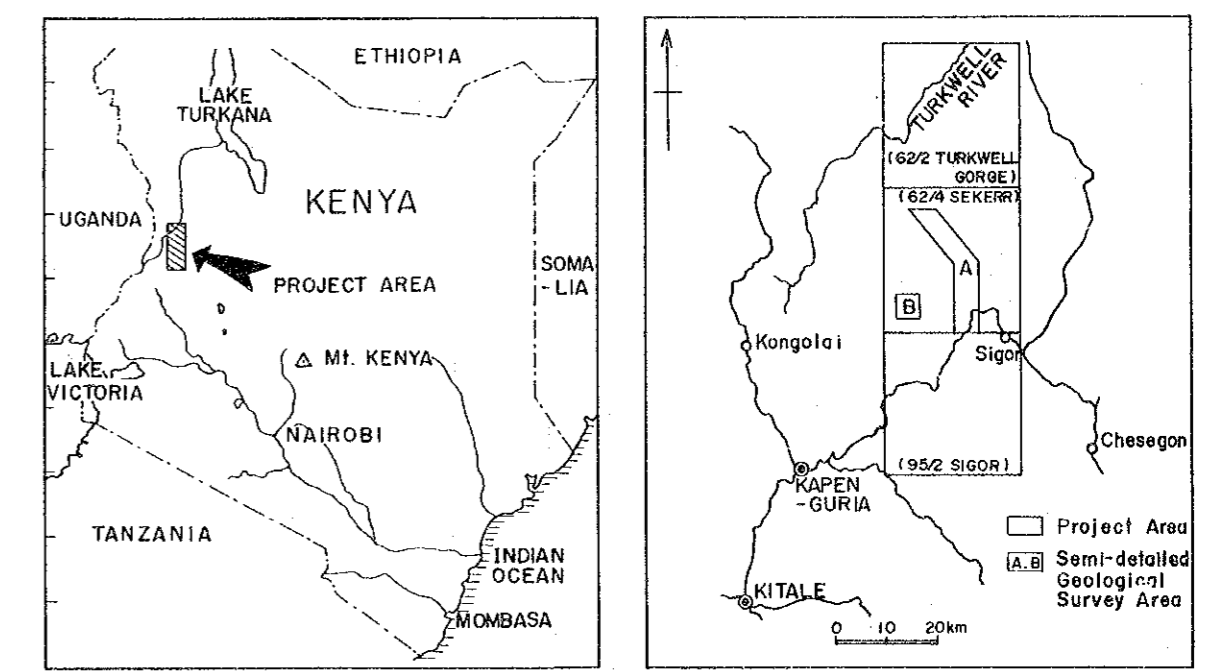 ETHIOPIA
LAKE
TURKANA
KENYA
UGANDA
PROJECT AREA
SOMA
-LIA
Mt. KENYA
LAKE
VICTORIA
NAIROBI
TANZANIA
INDIAN
OCEAN
MOMBASA
TURKWELL
RIVER
(62/2 TURKWELL
GORGE)
(62/4 SEKERR)
A
B
Kongolai
Sigor
Chesegon
(95/2 SIGOR)
KAPEN
-GURIA
Project Area
A.B Semi-detailed
Geological
Survey Area
KITALE
0 10 20km